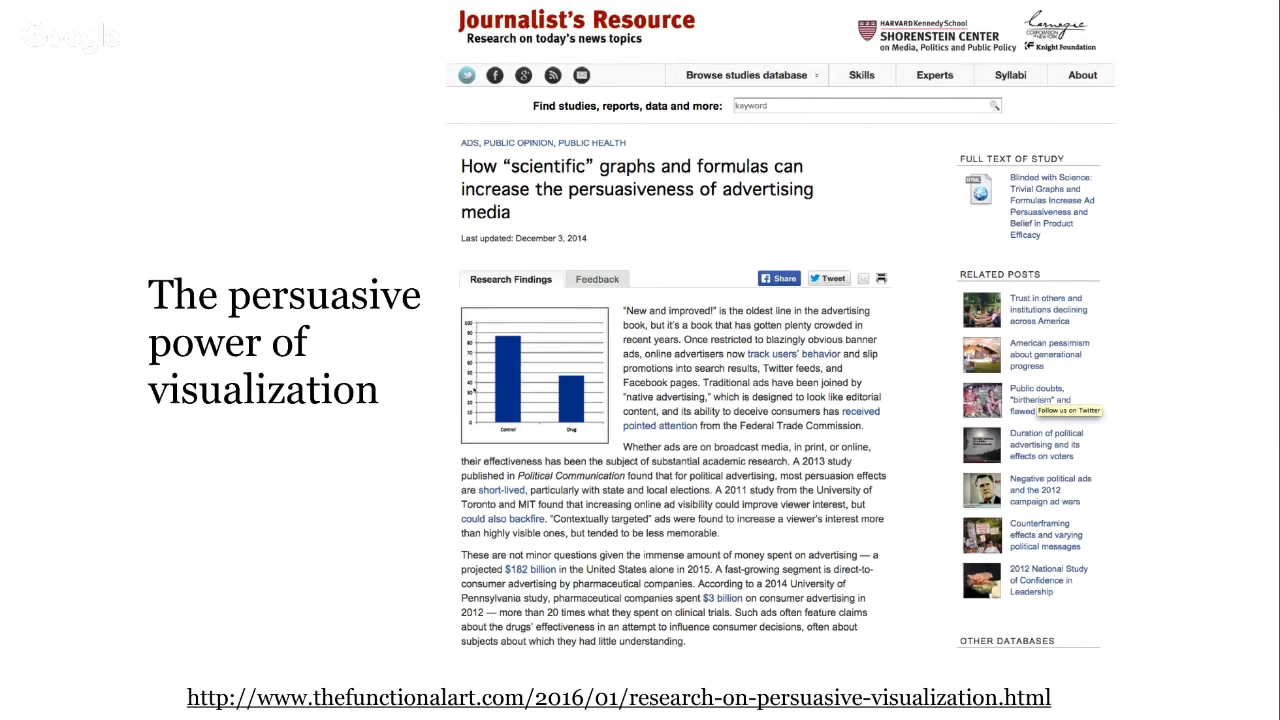 Google
Journalist's Resource
Research on today's news topics
HARVARD Kennedy School
SHORENSTEIN CENTER
on Media, Politics and Public Policy
Carnegie
CORPORATION
OF NEW YORK
Knight Foundation
Browse studies database
Skills
Experts
Syllabi
About
Find studies, reports, data and more:
keyword
ADS, PUBLIC OPINION, PUBLIC HEALTH
How “scientific” graphs and formulas can
increase the persuasiveness of advertising
media
Last updated: December 3, 2014
Research Findings
Feedback
Share
Tweet
The persuasive
power of
visualization
100
90
80
70
60
50
40
30
20
10
0
Control
Drug
“New and improved!” is the oldest line in the advertising
book, but it’s a book that has gotten plenty crowded in
recent years. Once restricted to blazingly obvious banner
ads, online advertisers now track users’ behavior and slip
promotions into search results, Twitter feeds, and
Facebook pages. Traditional ads have been joined by
“native advertising,” which is designed to look like editorial
content, and its ability to deceive consumers has received
pointed attention from the Federal Trade Commission.
Whether ads are on broadcast media, in print, or online,
their effectiveness has been the subject of substantial academic research. A 2013 study
published in Political Communication found that for political advertising, most persuasion effects
are short-lived, particularly with state and local elections. A 2011 study from the University of
Toronto and MIT found that increasing online ad visibility could improve viewer interest, but
could also backfire. “Contextually targeted” ads were found to increase a viewer’s interest more
than highly visible ones, but tended to be less memorable.
These are not minor questions given the immense amount of money spent on advertising — a
projected $182 billion in the United States alone in 2015. A fast-growing segment is direct-to-
consumer advertising by pharmaceutical companies. According to a 2014 University of
Pennsylvania study, pharmaceutical companies spent $3 billion on consumer advertising in
2012 — more than 20 times what they spent on clinical trials. Such ads often feature claims
about the drugs’ effectiveness in an attempt to influence consumer decisions, often about
subjects about which they had little understanding.
FULL TEXT OF STUDY
Blinded with Science:
Trivial Graphs and
Formulas Increase Ad
Persuasiveness and
Belief in Product
Efficacy
RELATED POSTS
Trust in others and
institutions declining
across America
American pessimism
about generational
progress
Public doubts,
"birtherism" and
flawed
Follow us on Twitter
Duration of political
advertising and its
effects on voters
Negative political ads
and the 2012
campaign ad wars
Counterframing
effects and varying
political messages
2012 National Study
of Confidence in
Leadership
OTHER DATABASES
http://www.thefunctionalart.com/2016/01/research-on-persuasive-visualization.html